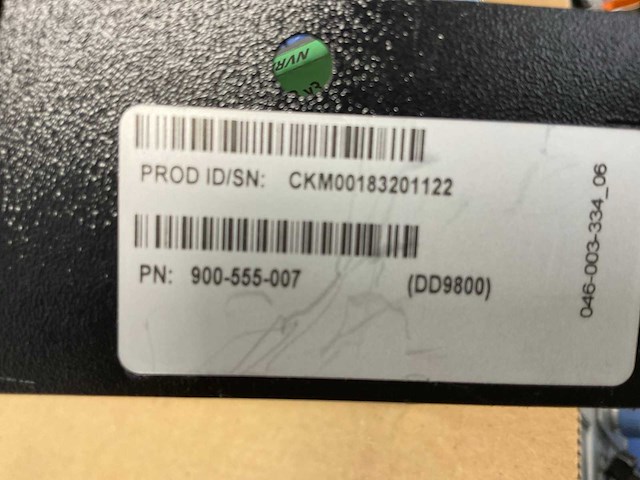 NVR
PROD ID/SN: CKM00183201122
PN: 900-555-007 (DD9800)
046-003-334_06